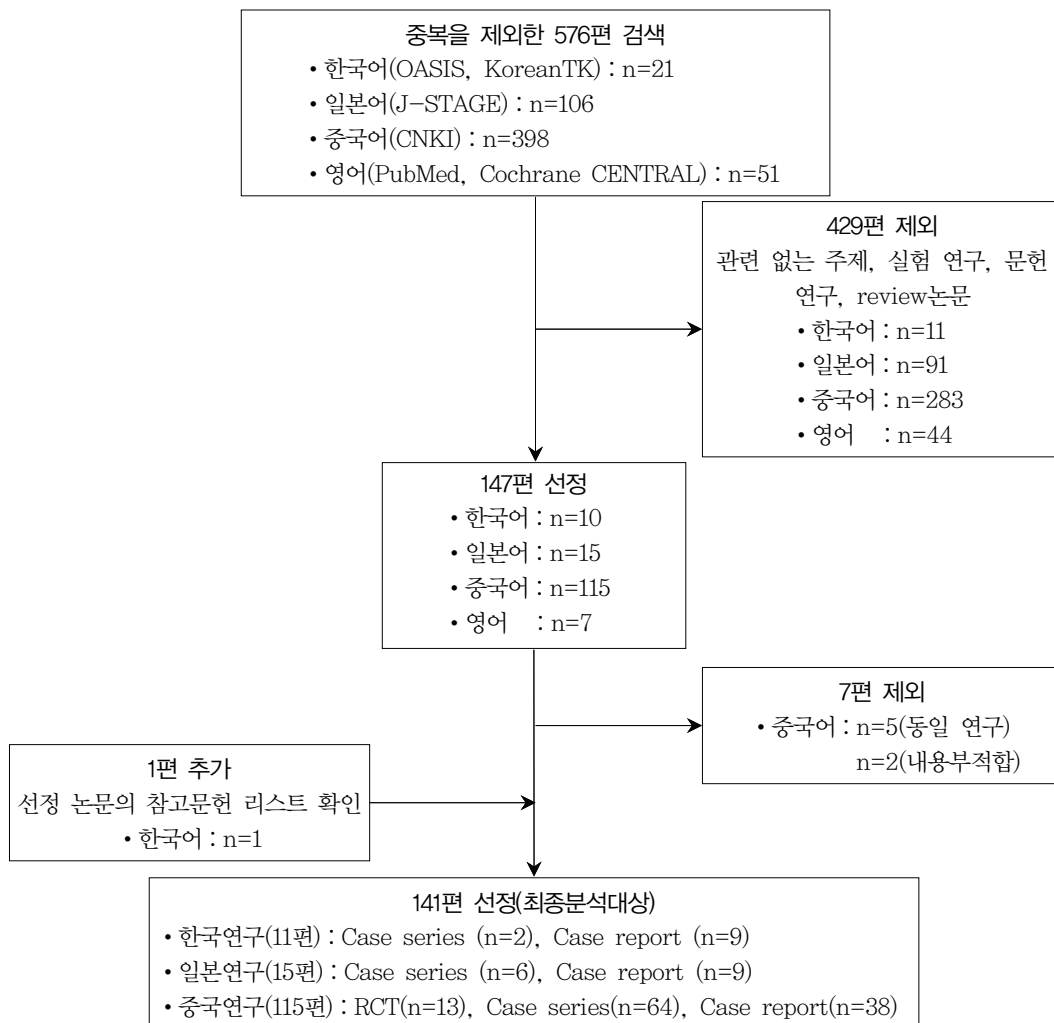 중복을 제외한 576편 검색
• 한국어(OASIS, KoreanTK) : n=21
• 일본어(J-STAGE) : n=106
• 중국어(CNKI) : n=398
• 영어(PubMed, Cochrane CENTRAL) : n=51
429편 제외
관련 없는 주제, 실험 연구, 문헌
연구, review논문
• 한국어 : n=11
• 일본어 : n=91
• 중국어 : n=283
• 영어 : n=44
147편 선정
• 한국어 : n=10
• 일본어 : n=15
• 중국어 : n=115
• 영어 : n=7
7편 제외
• 중국어 : n=5(동일 연구)
n=2(내용부적합)
1편 추가
선정 논문의 참고문헌 리스트 확인
• 한국어 : n=1
141편 선정(최종분석대상)
• 한국연구(11편) : Case series (n=2), Case report (n=9)
• 일본연구(15편) : Case series (n=6), Case report (n=9)
• 중국연구(115편) : RCT(n=13), Case series(n=64), Case report(n=38)